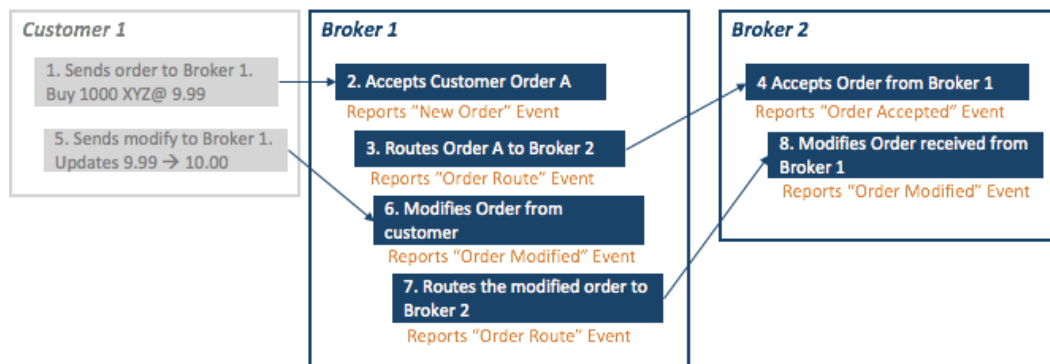 Customer 1
1. Sends order to Broker 1.
Buy 1000 XYZ@ 9.99
5. Sends modify to Broker 1.
Updates 9.99 → 10.00
Broker 1
2. Accepts Customer Order A
Reports "New Order" Event
3. Routes Order A to Broker 2
Reports "Order Route" Event
6. Modifies Order from
customer
Reports "Order Modified" Event
7. Routes the modified order to
Broker 2
Reports "Order Route" Event
Broker 2
4 Accepts Order from Broker 1
Reports "Order Accepted" Event
8. Modifies Order received from
Broker 1
Reports "Order Modified" Event